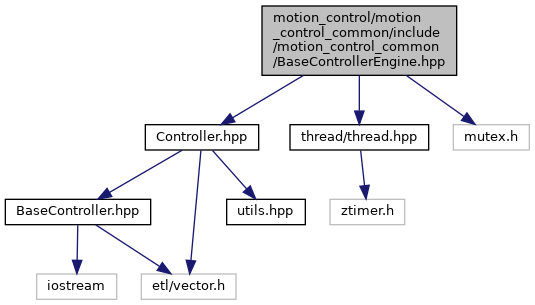 motion_control/motion
_control_common/include
/motion_control_common
/BaseControllerEngine.hpp
Controller.hpp
thread/thread.hpp
mutex.h
BaseController.hpp
utils.hpp
ztimer.h
iostream
etl/vector.h